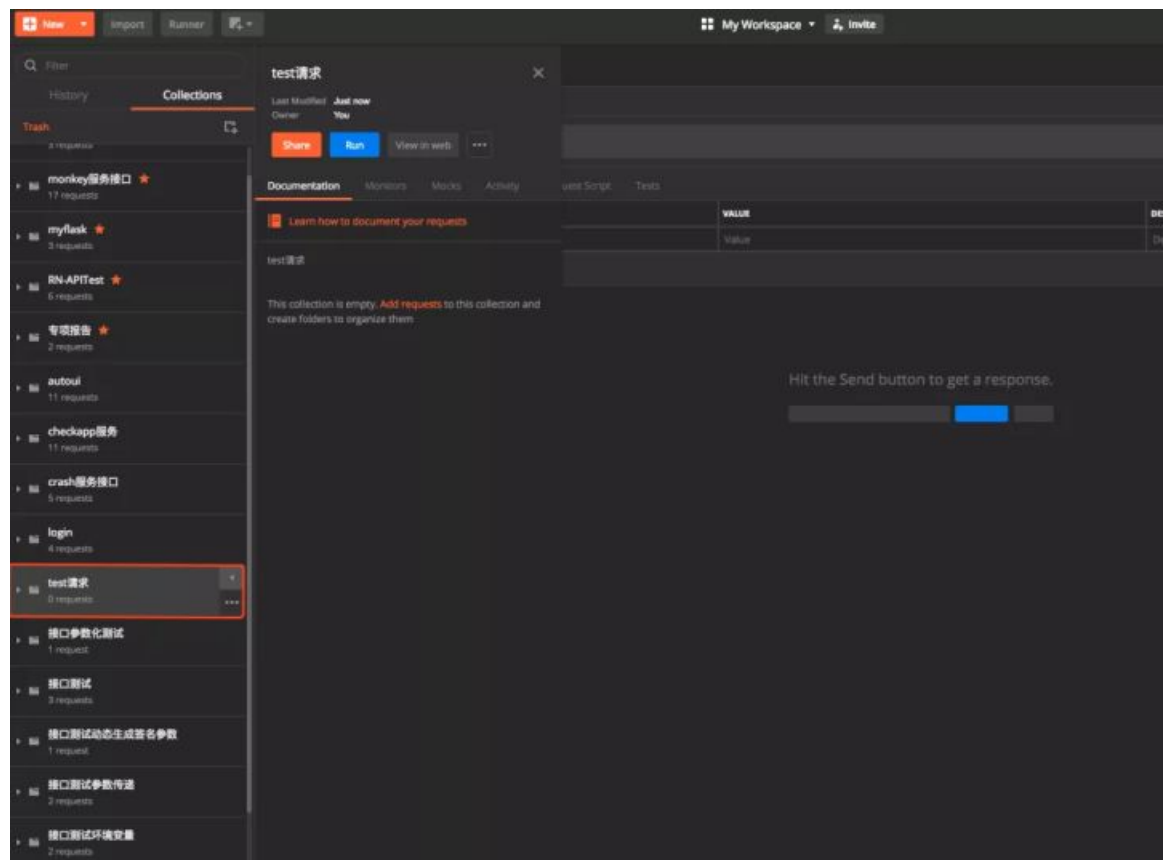 New Import Runner My Workspace Invite
Filter
History Collections
Trash
3 requests
monkey服务接口
17 requests
myflask
3 requests
RN-APITest
6 requests
专项报告
2 requests
autoui
11 requests
checkapp服务
11 requests
crash服务接口
5 requests
login
4 requests
test请求
0 requests
接口参数化测试
1 request
接口测试
3 requests
接口测试动态生成签名参数
1 request
接口测试参数传递
接口测试环境变量
2 requests
test请求
Last Modified Just now
Owner You
Share Run View in web
Documentation Monitors Mocks Activity
Learn how to document your requests
test请求
This collection is empty. Add requests to this collection and
create folders to organize them
uest Script Tests
VALUE DES
Value De
Hit the Send button to get a response.